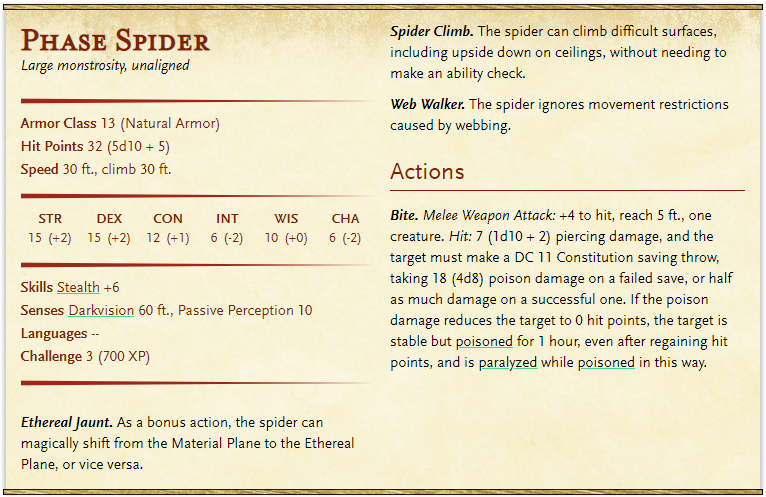 Phase Spider
Large monstrosity, unaligned
Armor Class 13 (Natural Armor)
Hit Points 32 (5d10 + 5)
Speed 30 ft., climb 30 ft.
STR DEX CON INT WIS CHA
15 (+2) 15 (+2) 12 (+1) 6 (-2) 10 (+0) 6 (-2)
Skills Stealth +6
Senses Darkvision 60 ft., Passive Perception 10
Languages --
Challenge 3 (700 XP)
Ethereal Jaunt. As a bonus action, the spider can
magically shift from the Material Plane to the Ethereal
Plane, or vice versa.
Spider Climb. The spider can climb difficult surfaces,
including upside down on ceilings, without needing to
make an ability check.
Web Walker. The spider ignores movement restrictions
caused by webbing.
Actions
Bite. Melee Weapon Attack: +4 to hit, reach 5 ft., one
creature. Hit: 7 (1d10 + 2) piercing damage, and the
target must make a DC 11 Constitution saving throw,
taking 18 (4d8) poison damage on a failed save, or half
as much damage on a successful one. If the poison
damage reduces the target to 0 hit points, the target is
stable but poisoned for 1 hour, even after regaining hit
points, and is paralyzed while poisoned in this way.